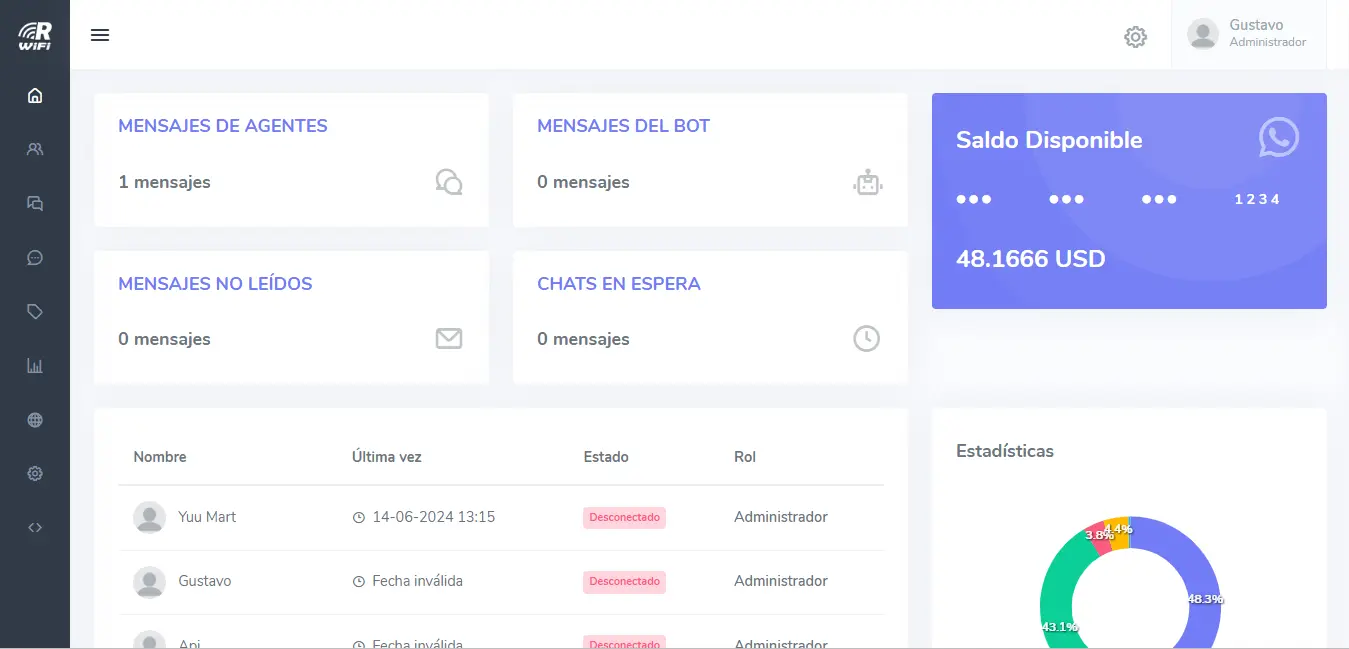 R
WiFi
Gustavo
Administrador
MENSAJES DE AGENTES
1 mensajes
MENSAJES DEL BOT
0 mensajes
Saldo Disponible
1234
48.1666 USD
MENSAJES NO LEÍDOS
0 mensajes
CHATS EN ESPERA
0 mensajes
Nombre Última vez Estado Rol
Yuu Mart 14-06-2024 13:15 Desconectado Administrador
Gustavo Fecha inválida Desconectado Administrador
Api Fecha inválida Desconectado Administrador
Estadísticas
4.4%
3.8%
48.3%
43.1%